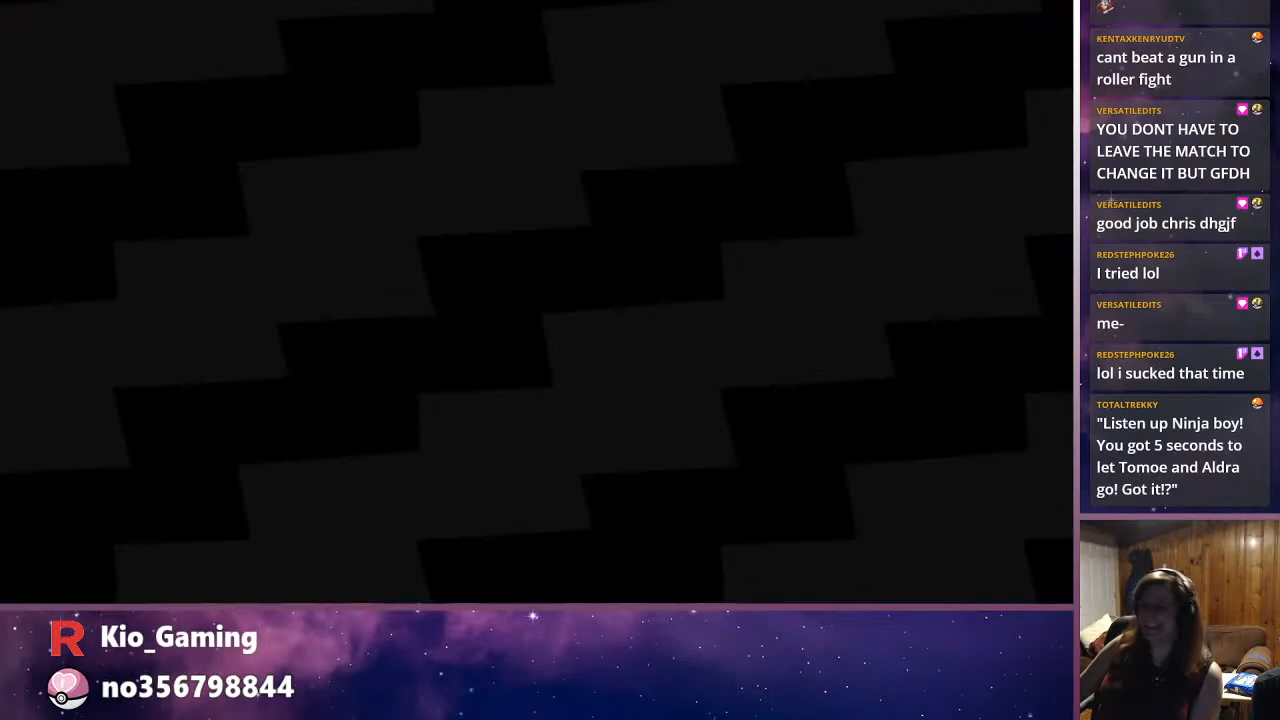 KENTAXKENRYUDTV
cant beat a gun in a
roller fight
VERSATILEDITS
YOU DONT HAVE TO
LEAVE THE MATCH TO
CHANGE IT BUT GFDH
VERSATILEDITS
good job chris dhgjf
REDSTEPHPOKE26
I tried lol
VERSATILEDITS
me-
REDSTEPHPOKE26
lol i sucked that time
TOTALTREKKY
"Listen up Ninja boy!
You got 5 seconds to
let Tomoe and Aldra
go! Got it!?"
R Kio_Gaming
no356798844